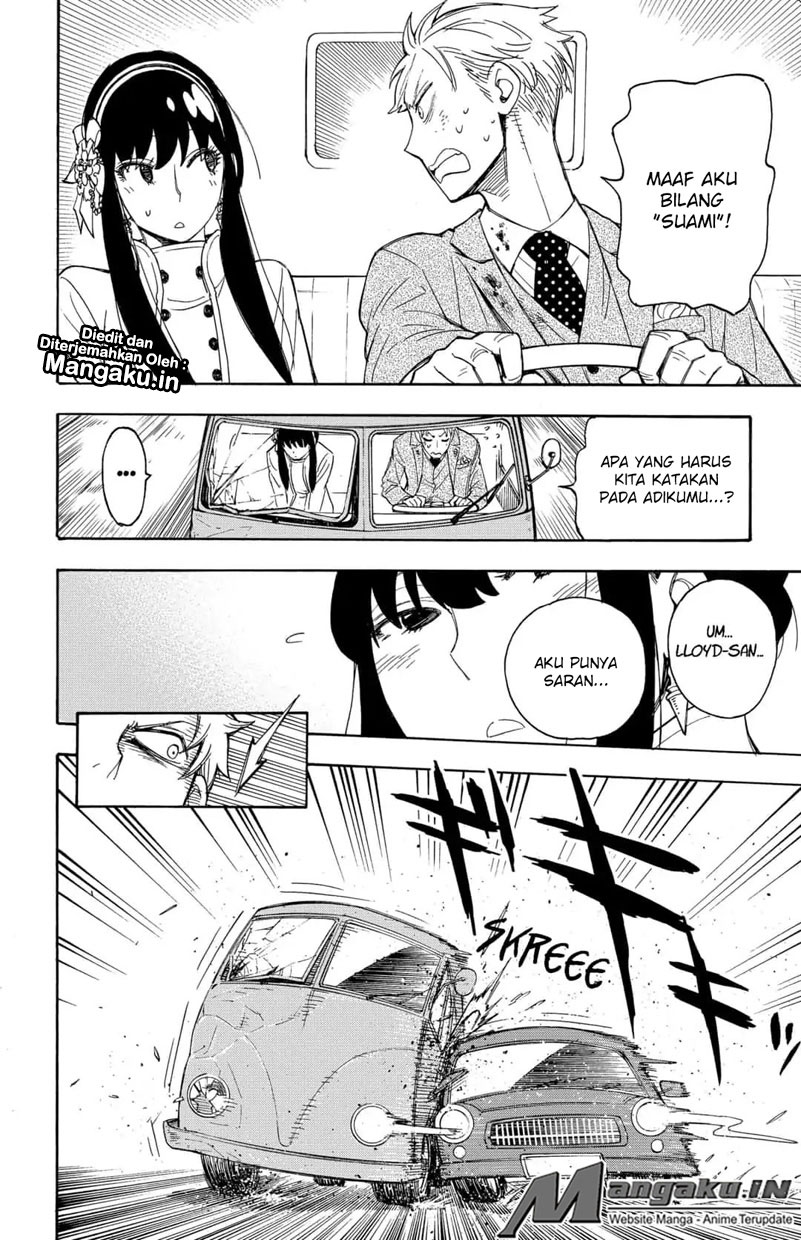 MAAF AKU
BILANG
"SUAMI"!
Diedit dan
Diterjemahkan Oleh :
Mangaku.in
APA YANG HARUS
KITA KATAKAN
PADA ADIKUMU...?
...
UM...
LLOYD-SAN...
AKU PUNYA
SARAN...
SKREEE
Mangaku.IN
Website Manga - Anime Terupdate